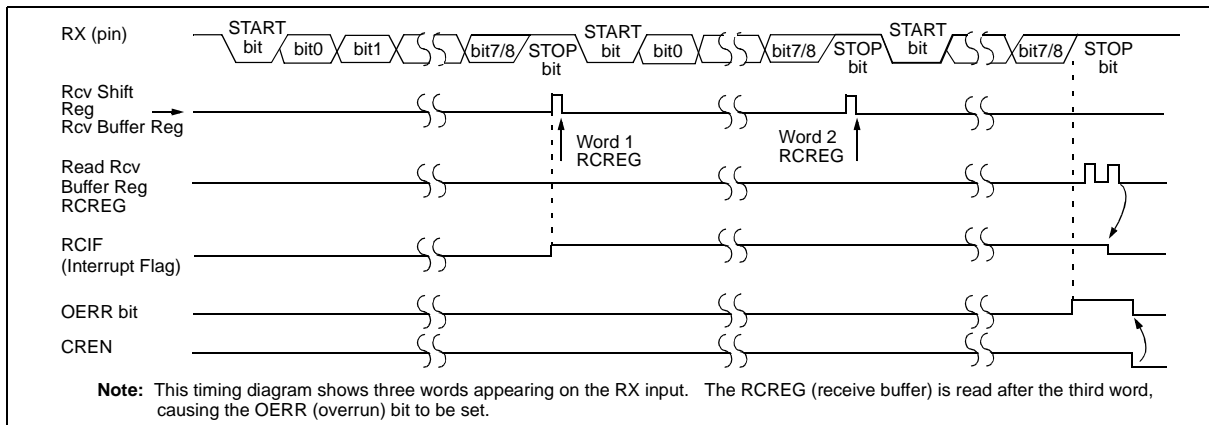 RX (pin)
START
bit
bit0
bit1
bit7/8
STOP
bit
START
bit
bit0
bit7/8
STOP
bit
START
bit
bit7/8
STOP
bit
Rcv Shift
Reg
Rcv Buffer Reg
Word 1
RCREG
Word 2
RCREG
Read Rcv
Buffer Reg
RCREG
RCIF
(Interrupt Flag)
OERR bit
CREN
Note: This timing diagram shows three words appearing on the RX input. The RCREG (receive buffer) is read after the third word,
causing the OERR (overrun) bit to be set.